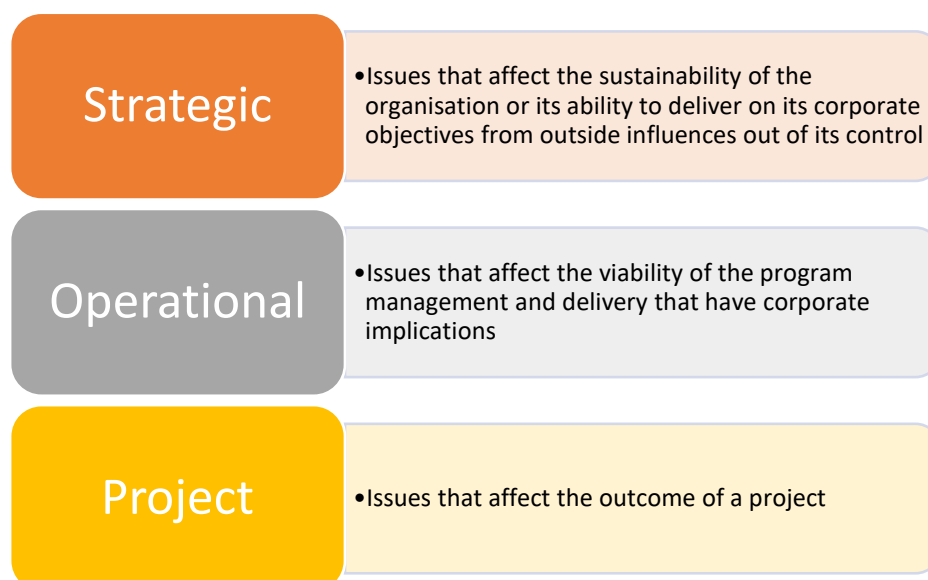 Strategic
•Issues that affect the sustainability of the
organisation or its ability to deliver on its corporate
objectives from outside influences out of its control
Operational
•Issues that affect the viability of the program
management and delivery that have corporate
implications
Project
•Issues that affect the outcome of a project